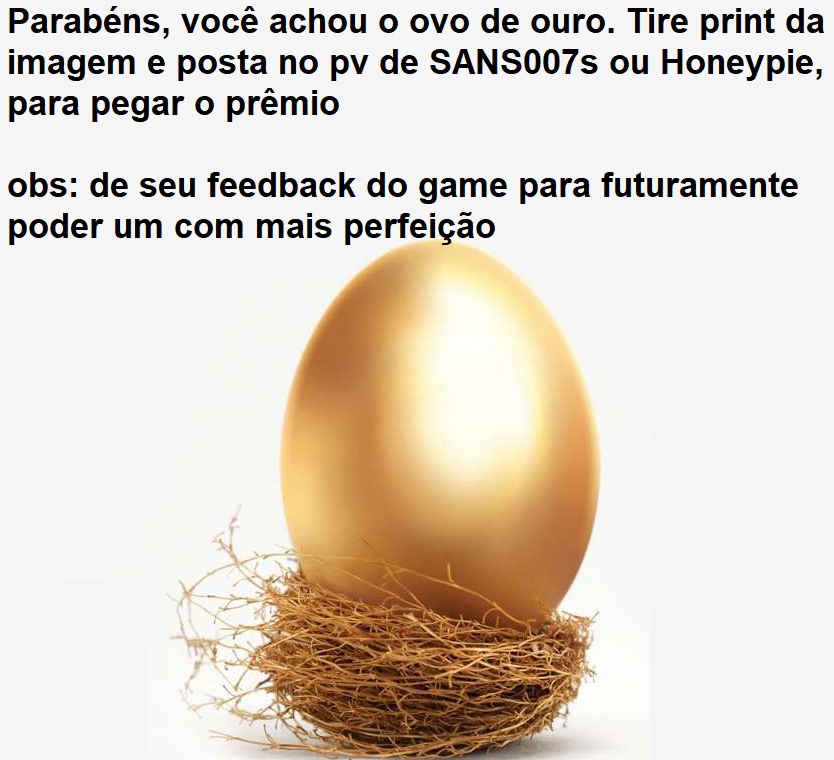 Parabéns, você achou o ovo de ouro. Tire print da
imagem e posta no pv de SANS007s ou Honeypie,
para pegar o prêmio
obs: de seu feedback do game para futuramente
poder um com mais perfeição